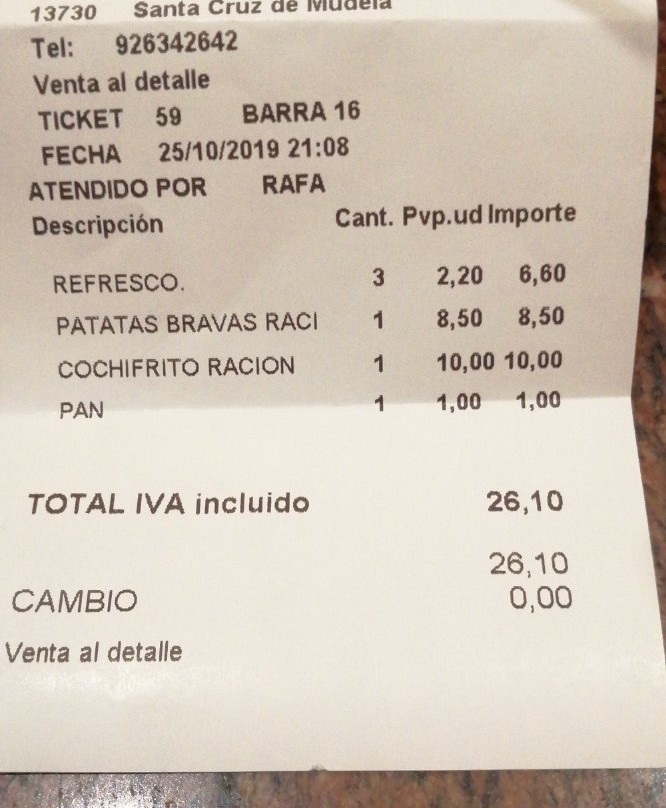 13730 Santa Cruz de Mudela
Tel: 926342642
Venta al detalle
TICKET 59 BARRA 16
FECHA 25/10/2019 21:08
ATENDIDO POR RAFA
Descripción Cant. Pvp.ud Importe
REFRESCO. 3 2,20 6,60
PATATAS BRAVAS RACI 1 8,50 8,50
COCHIFRITO RACION 1 10,00 10,00
PAN 1 1,00 1,00
TOTAL IVA incluido 26,10
26,10
CAMBIO 0,00
Venta al detalle